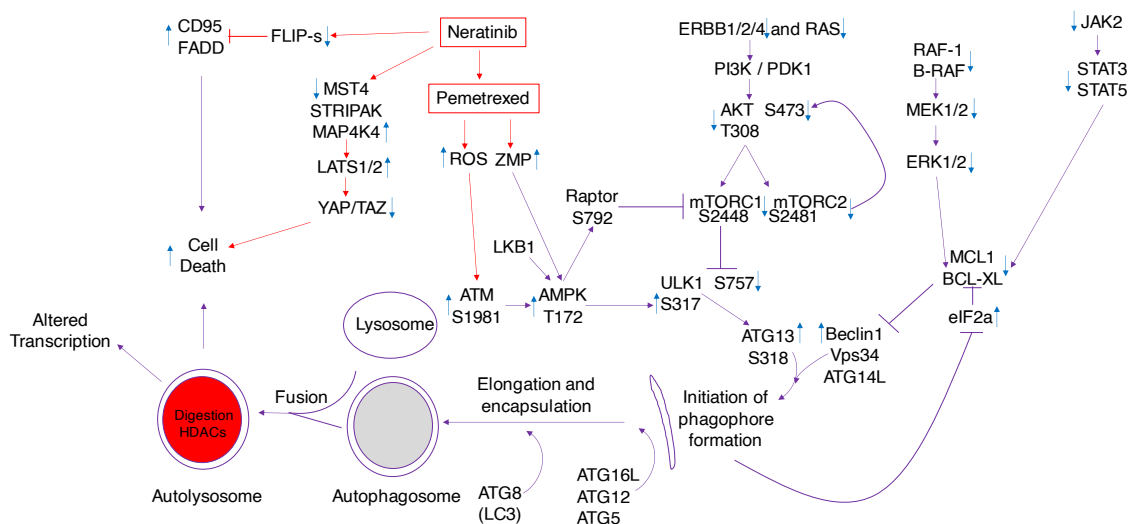 CD95
FADD
FLIP-s
Neratinib
MST4
STRIPAK
MAP4K4
LATS1/2
YAP/TAZ
Cell
Death
Pemetrexed
ROS
ZMP
LKB1
ATM
S1981
AMPK
T172
Raptor
S792
ERBB1/2/4 and RAS
PI3K / PDK1
AKT S473
T308
mTORC1 mTORC2
S2448 S2481
ULK1 S757
S317
ATG13
S318
Beclin1
Vps34
ATG14L
RAF-1
B-RAF
MEK1/2
ERK1/2
JAK2
STAT3
STAT5
MCL1
BCL-XL
eIF2a
Initiation of
phagophore
formation
Elongation and
encapsulation
ATG16L
ATG12
ATG5
ATG8
(LC3)
Lysosome
Autophagosome
Fusion
Digestion
HDACs
Autolysosome
Altered
Transcription